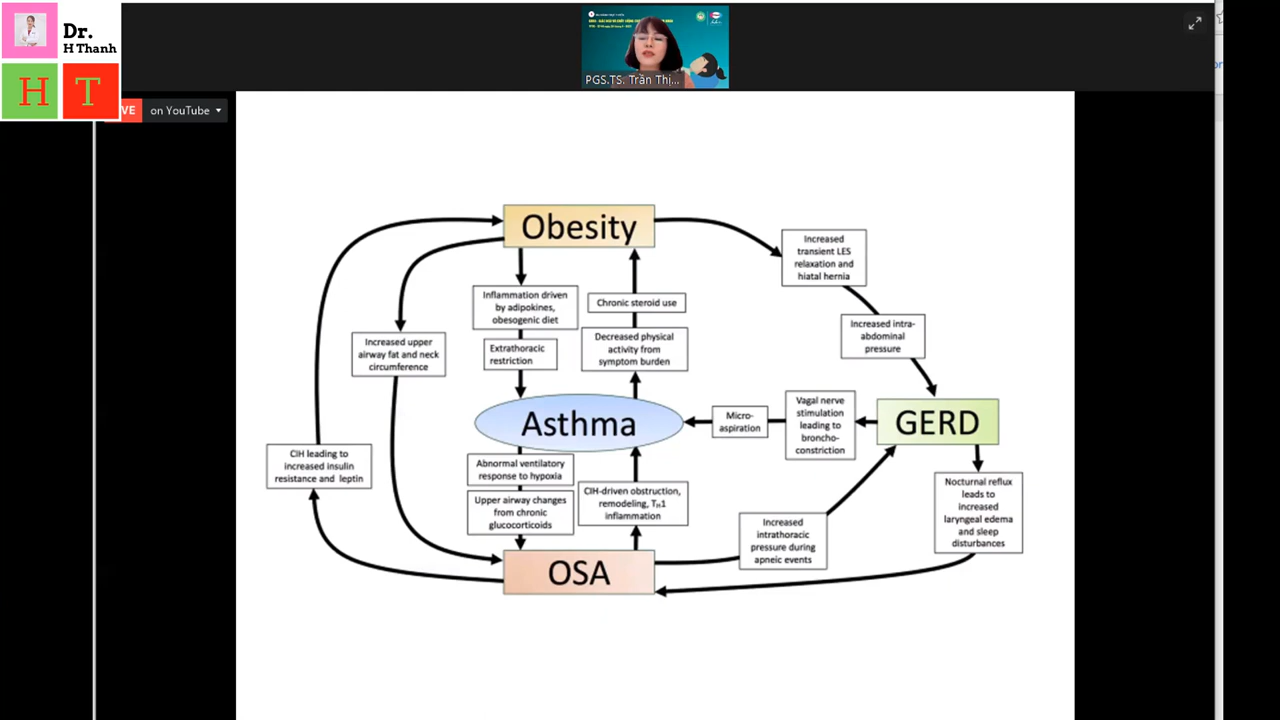 Dr.
H Thanh
H T
PGS.TS. Trần Thị...
VE on YouTube
Obesity
Increased
transient LES
relaxation and
hiatal hernia
Inflammation driven
by adipokines,
obesogenic diet
Chronic steroid use
Increased upper
airway fat and neck
circumference
Extrathoracic
restriction
Decreased physical
activity from
symptom burden
Increased intra-
abdominal
pressure
Asthma
Micro-
aspiration
Vagal nerve
stimulation
leading to
broncho-
constriction
GERD
CIH leading to
increased insulin
resistance and leptin
Abnormal ventilatory
response to hypoxia
Upper airway changes
from chronic
glucocorticoids
CIH-driven obstruction,
remodeling, TH1
inflammation
Increased
intrathoracic
pressure during
apneic events
Nocturnal reflux
leads to
increased
laryngeal edema
and sleep
disturbances
OSA